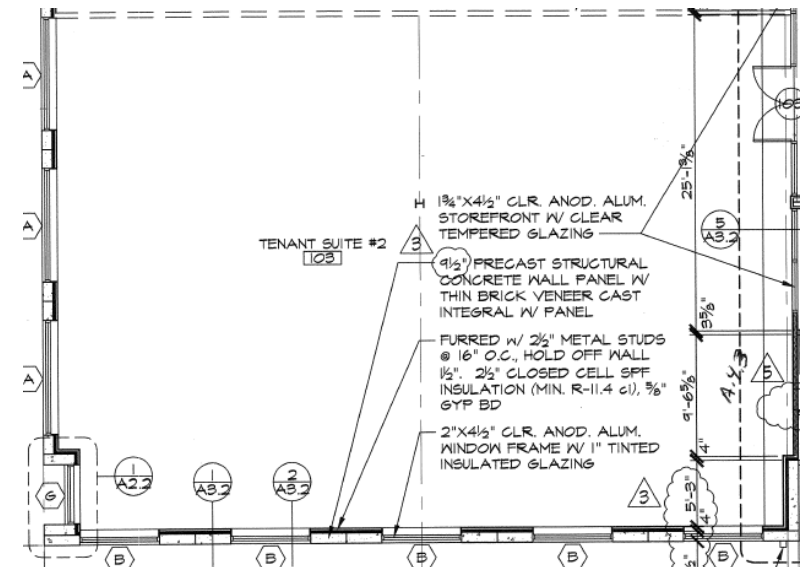 A
168
25'-1⅜"
1¾"X4½" CLR. ANOD. ALUM.
STOREFRONT W/ CLEAR
TEMPERED GLAZING
A
5
A3.2
TENANT SUITE #2
103
3
9½" PRECAST STRUCTURAL
CONCRETE WALL PANEL W/
THIN BRICK VENEER CAST
INTEGRAL W/ PANEL
3⅝"
FURRED W/ 2½" METAL STUDS
@ 16" O.C., HOLD OFF WALL
1½". 2½" CLOSED CELL SPF
INSULATION (MIN. R-11.4 ci), ⅝"
GYP BD
A
9'-6⅝"
A.4.3
5
2"X4½" CLR. ANOD. ALUM.
WINDOW FRAME W/ 1" TINTED
INSULATED GLAZING
4"
1
A2.2
1
A3.2
2
A3.2
G
3
5'-3"
4"
B
B
B
B
B